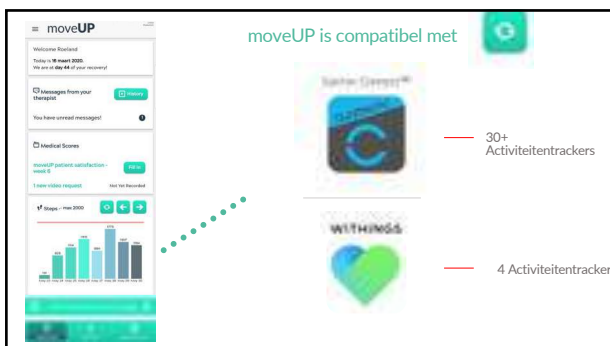 moveUP
Welcome Roeland
Today is 16 maart 2020.
We are at day 44 of your recovery!
Messages from your
therapist
History
You have unread messages!
Medical Scores
moveUP patient satisfaction -
week 6
Fill in
1 new video request
Not Yet Recorded
Steps - max 2000
moveUP is compatibel met
WITHINGS
30+
Activiteitentrackers
4 Activiteitentracker